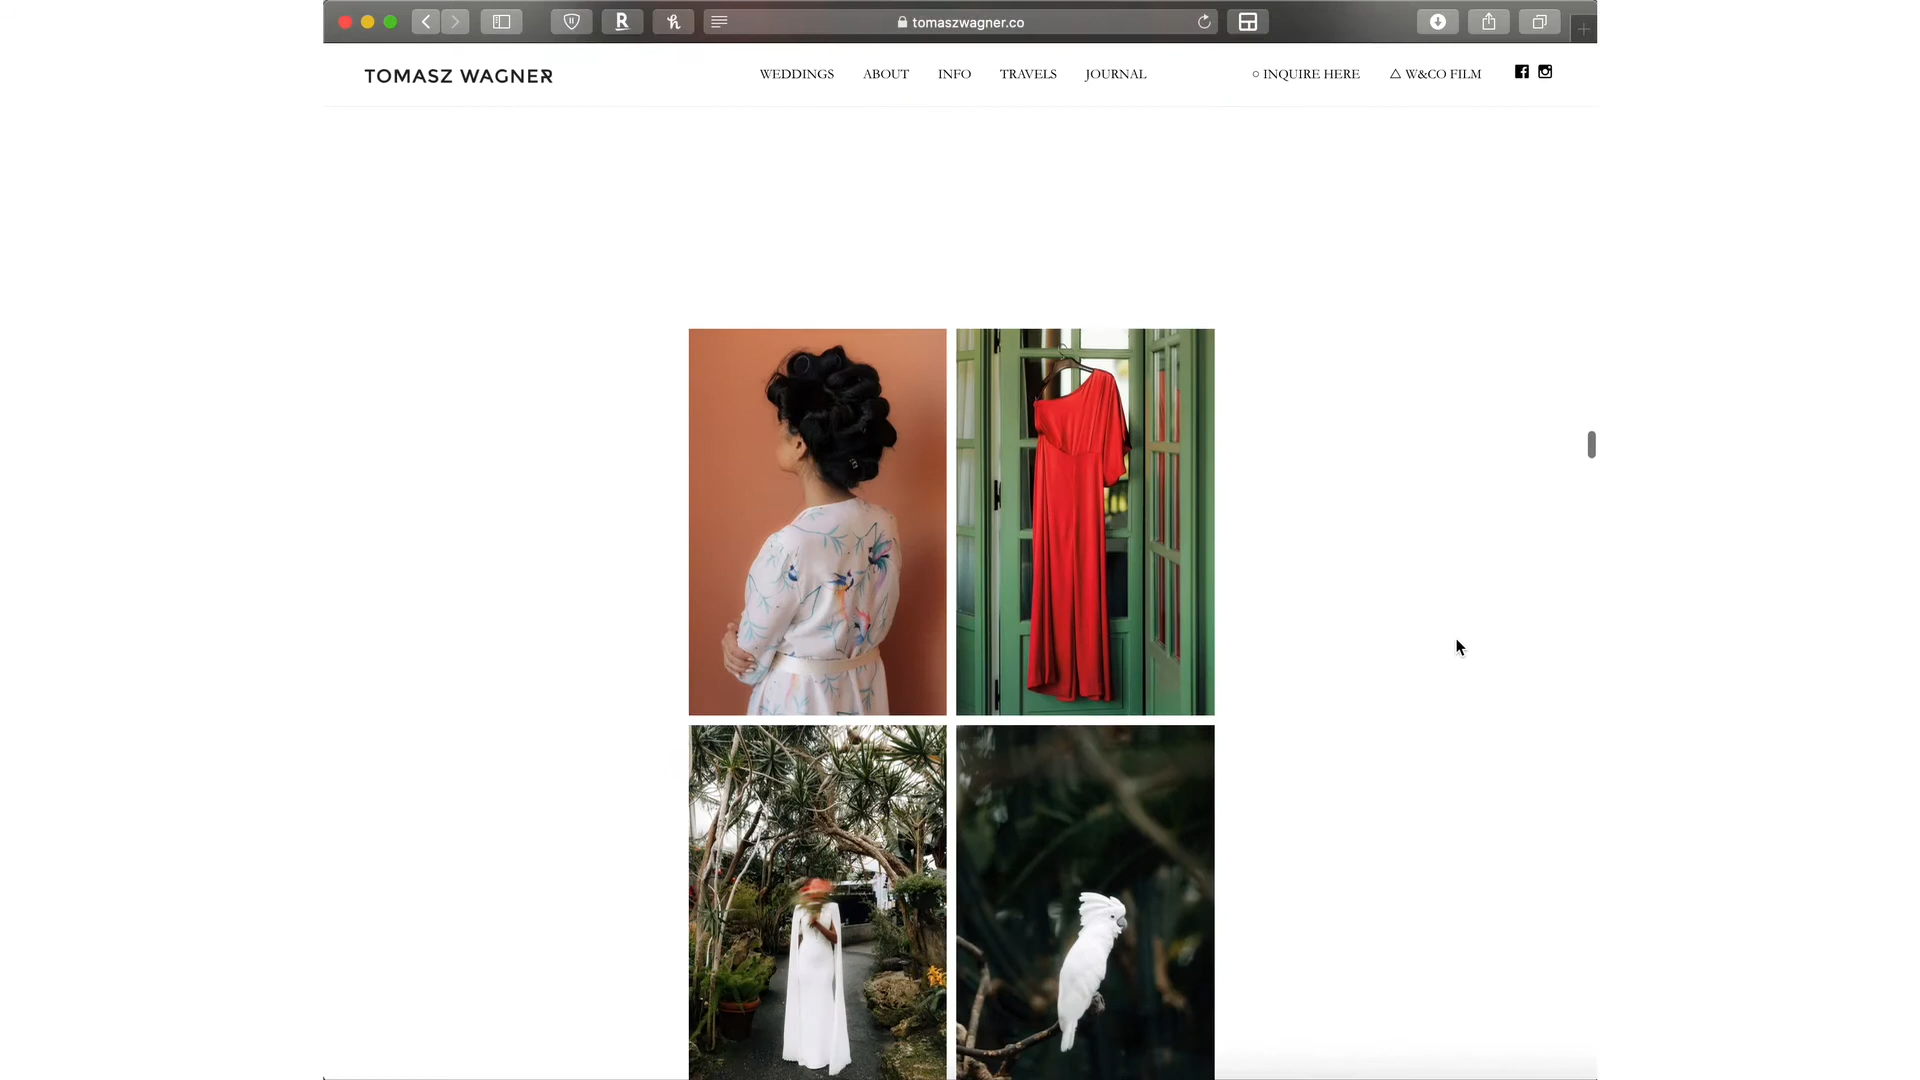 tomaszwagner.co
TOMASZ WAGNER
WEDDINGS ABOUT INFO TRAVELS JOURNAL
○ INQUIRE HERE △ W&CO FILM